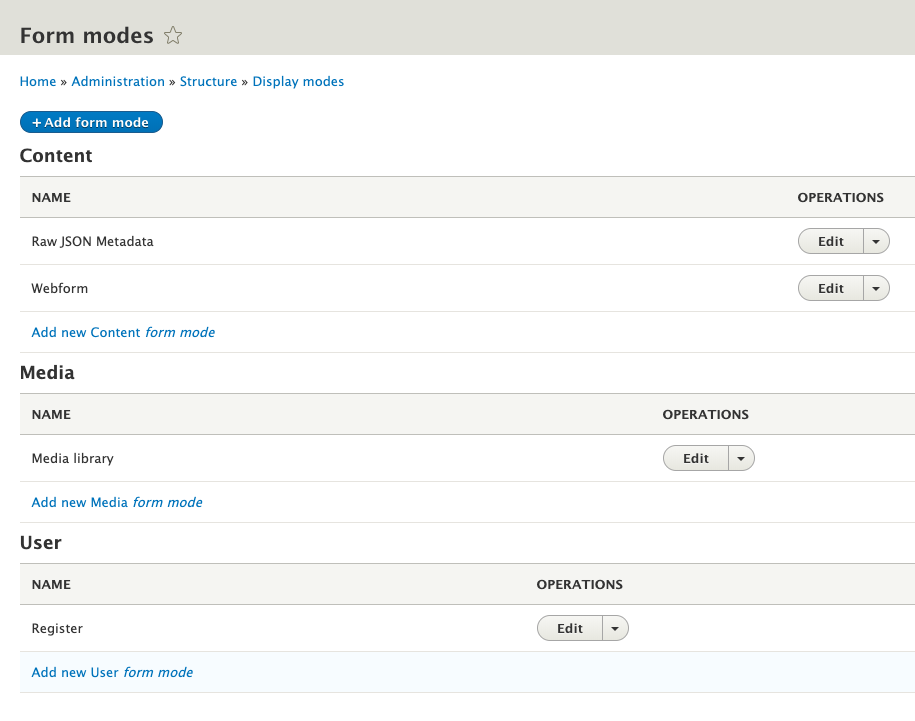 Form modes
Home » Administration » Structure » Display modes
+ Add form mode
Content
NAME OPERATIONS
Raw JSON Metadata Edit
Webform Edit
Add new Content form mode
Media
NAME OPERATIONS
Media library Edit
Add new Media form mode
User
NAME OPERATIONS
Register Edit
Add new User form mode